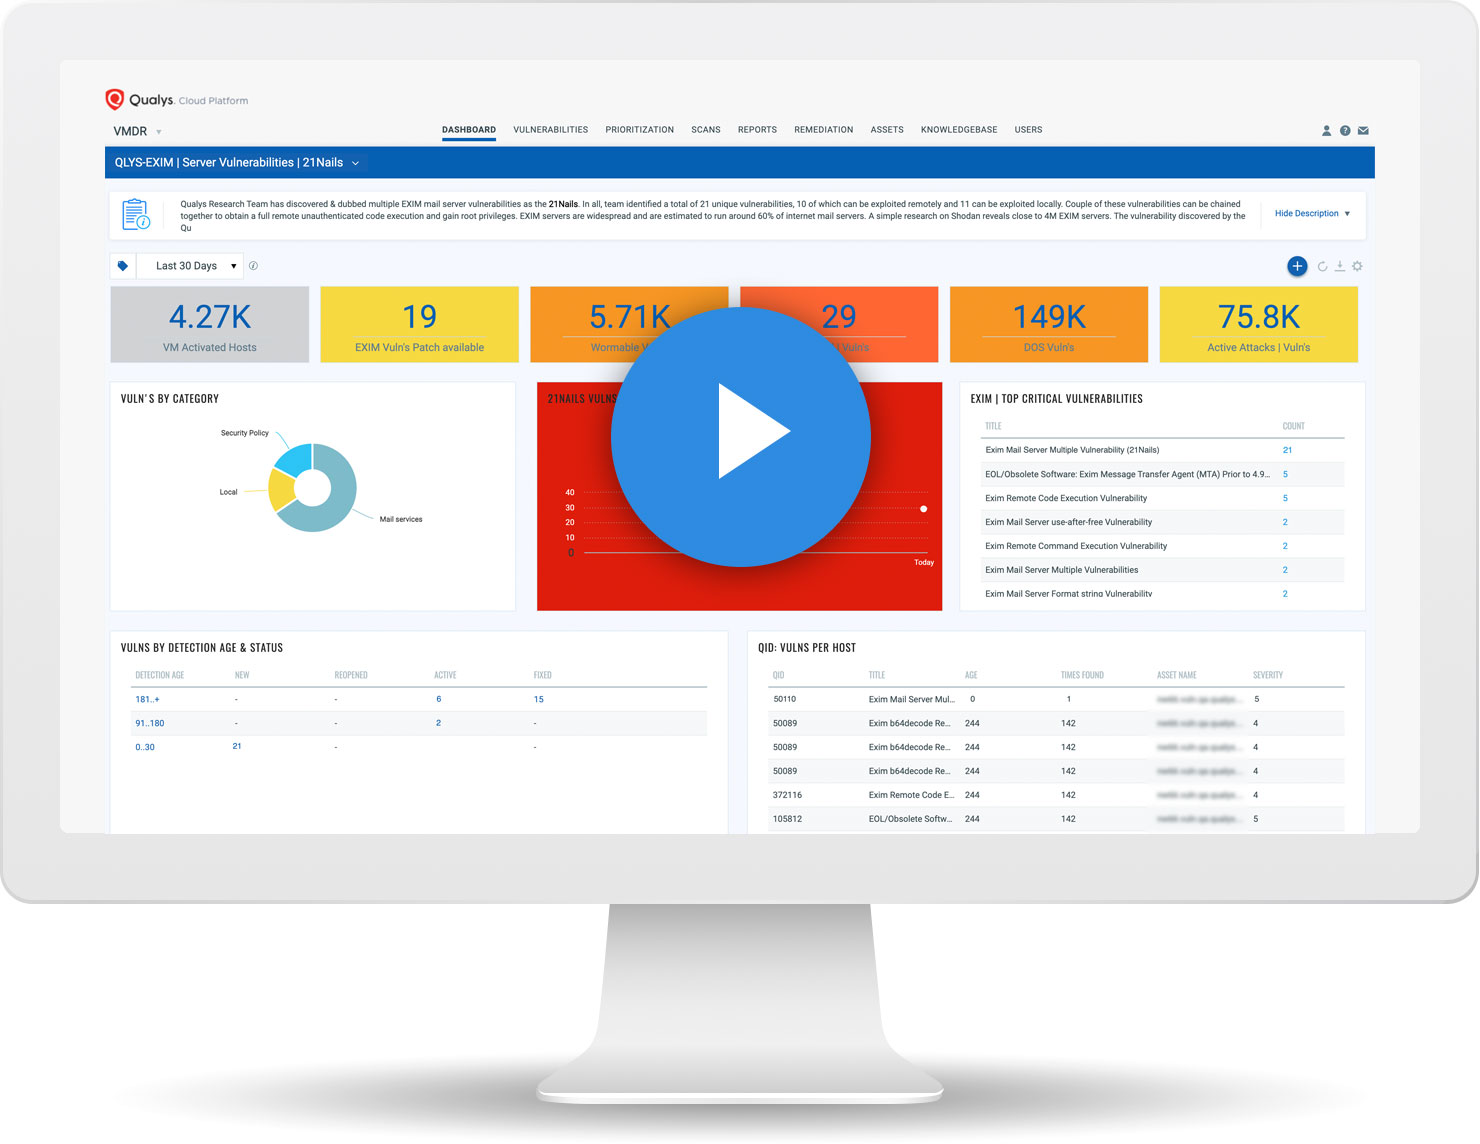 Qualys. Cloud Platform
VMDR
DASHBOARD VULNERABILITIES PRIORITIZATION SCANS REPORTS REMEDIATION ASSETS KNOWLEDGEBASE USERS
QLYS-EXIM | Server Vulnerabilities | 21Nails
Qualys Research Team has discovered & dubbed multiple EXIM mail server vulnerabilities as the 21Nails. In all, team identified a total of 21 unique vulnerabilities, 10 of which can be exploited remotely and 11 can be exploited locally. Couple of these vulnerabilities can be chained
together to obtain a full remote unauthenticated code execution and gain root privileges. EXIM servers are widespread and are estimated to run around 60% of internet mail servers. A simple research on Shodan reveals close to 4M EXIM servers. The vulnerability discovered by the
Qu
Hide Description
Last 30 Days
4.27K
VM Activated Hosts
19
EXIM Vuln's Patch available
5.71K
Wormable
29
Vuln's
149K
DOS Vuln's
75.8K
Active Attacks | Vuln's
VULN'S BY CATEGORY
Security Policy
Local
Mail services
21NAILS VULNS
40
30
20
10
0
Today
EXIM | TOP CRITICAL VULNERABILITIES
TITLE COUNT
Exim Mail Server Multiple Vulnerability (21Nails) 21
EOL/Obsolete Software: Exim Message Transfer Agent (MTA) Prior to 4.9... 5
Exim Remote Code Execution Vulnerability 5
Exim Mail Server use-after-free Vulnerability 2
Exim Remote Command Execution Vulnerability 2
Exim Mail Server Multiple Vulnerabilities 2
Exim Mail Server Format string Vulnerability 2
VULNS BY DETECTION AGE & STATUS
DETECTION AGE NEW REOPENED ACTIVE FIXED
181..+ - - 6 15
91..180 - - 2 -
0..30 21 - -
QID: VULNS PER HOST
QID TITLE AGE TIMES FOUND ASSET NAME SEVERITY
50110 Exim Mail Server Mul... 0 1 5
50089 Exim b64decode Re... 244 142 4
50089 Exim b64decode Re... 244 142 4
50089 Exim b64decode Re... 244 142 4
372116 Exim Remote Code E... 244 142 4
105812 EOL/Obsolete Softw... 244 142 5